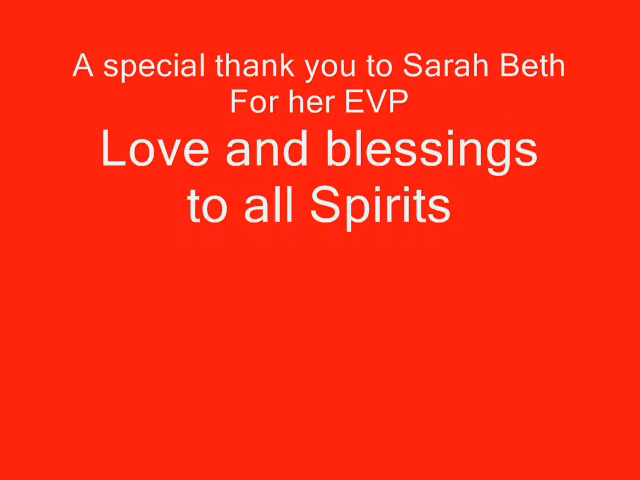 A special thank you to Sarah Beth
For her EVP
Love and blessings
to all Spirits